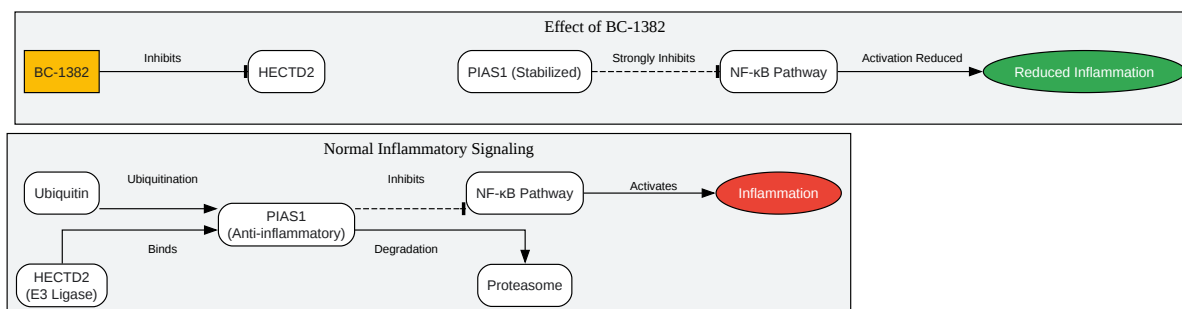 Effect of BC-1382
BC-1382
Inhibits
HECTD2
PIAS1 (Stabilized)
Strongly Inhibits
NF-κB Pathway
Activation Reduced
Reduced Inflammation
Normal Inflammatory Signaling
Ubiquitin
Ubiquitination
PIAS1
(Anti-inflammatory)
Inhibits
NF-κB Pathway
Activates
Inflammation
HECTD2
(E3 Ligase)
Binds
Degradation
Proteasome